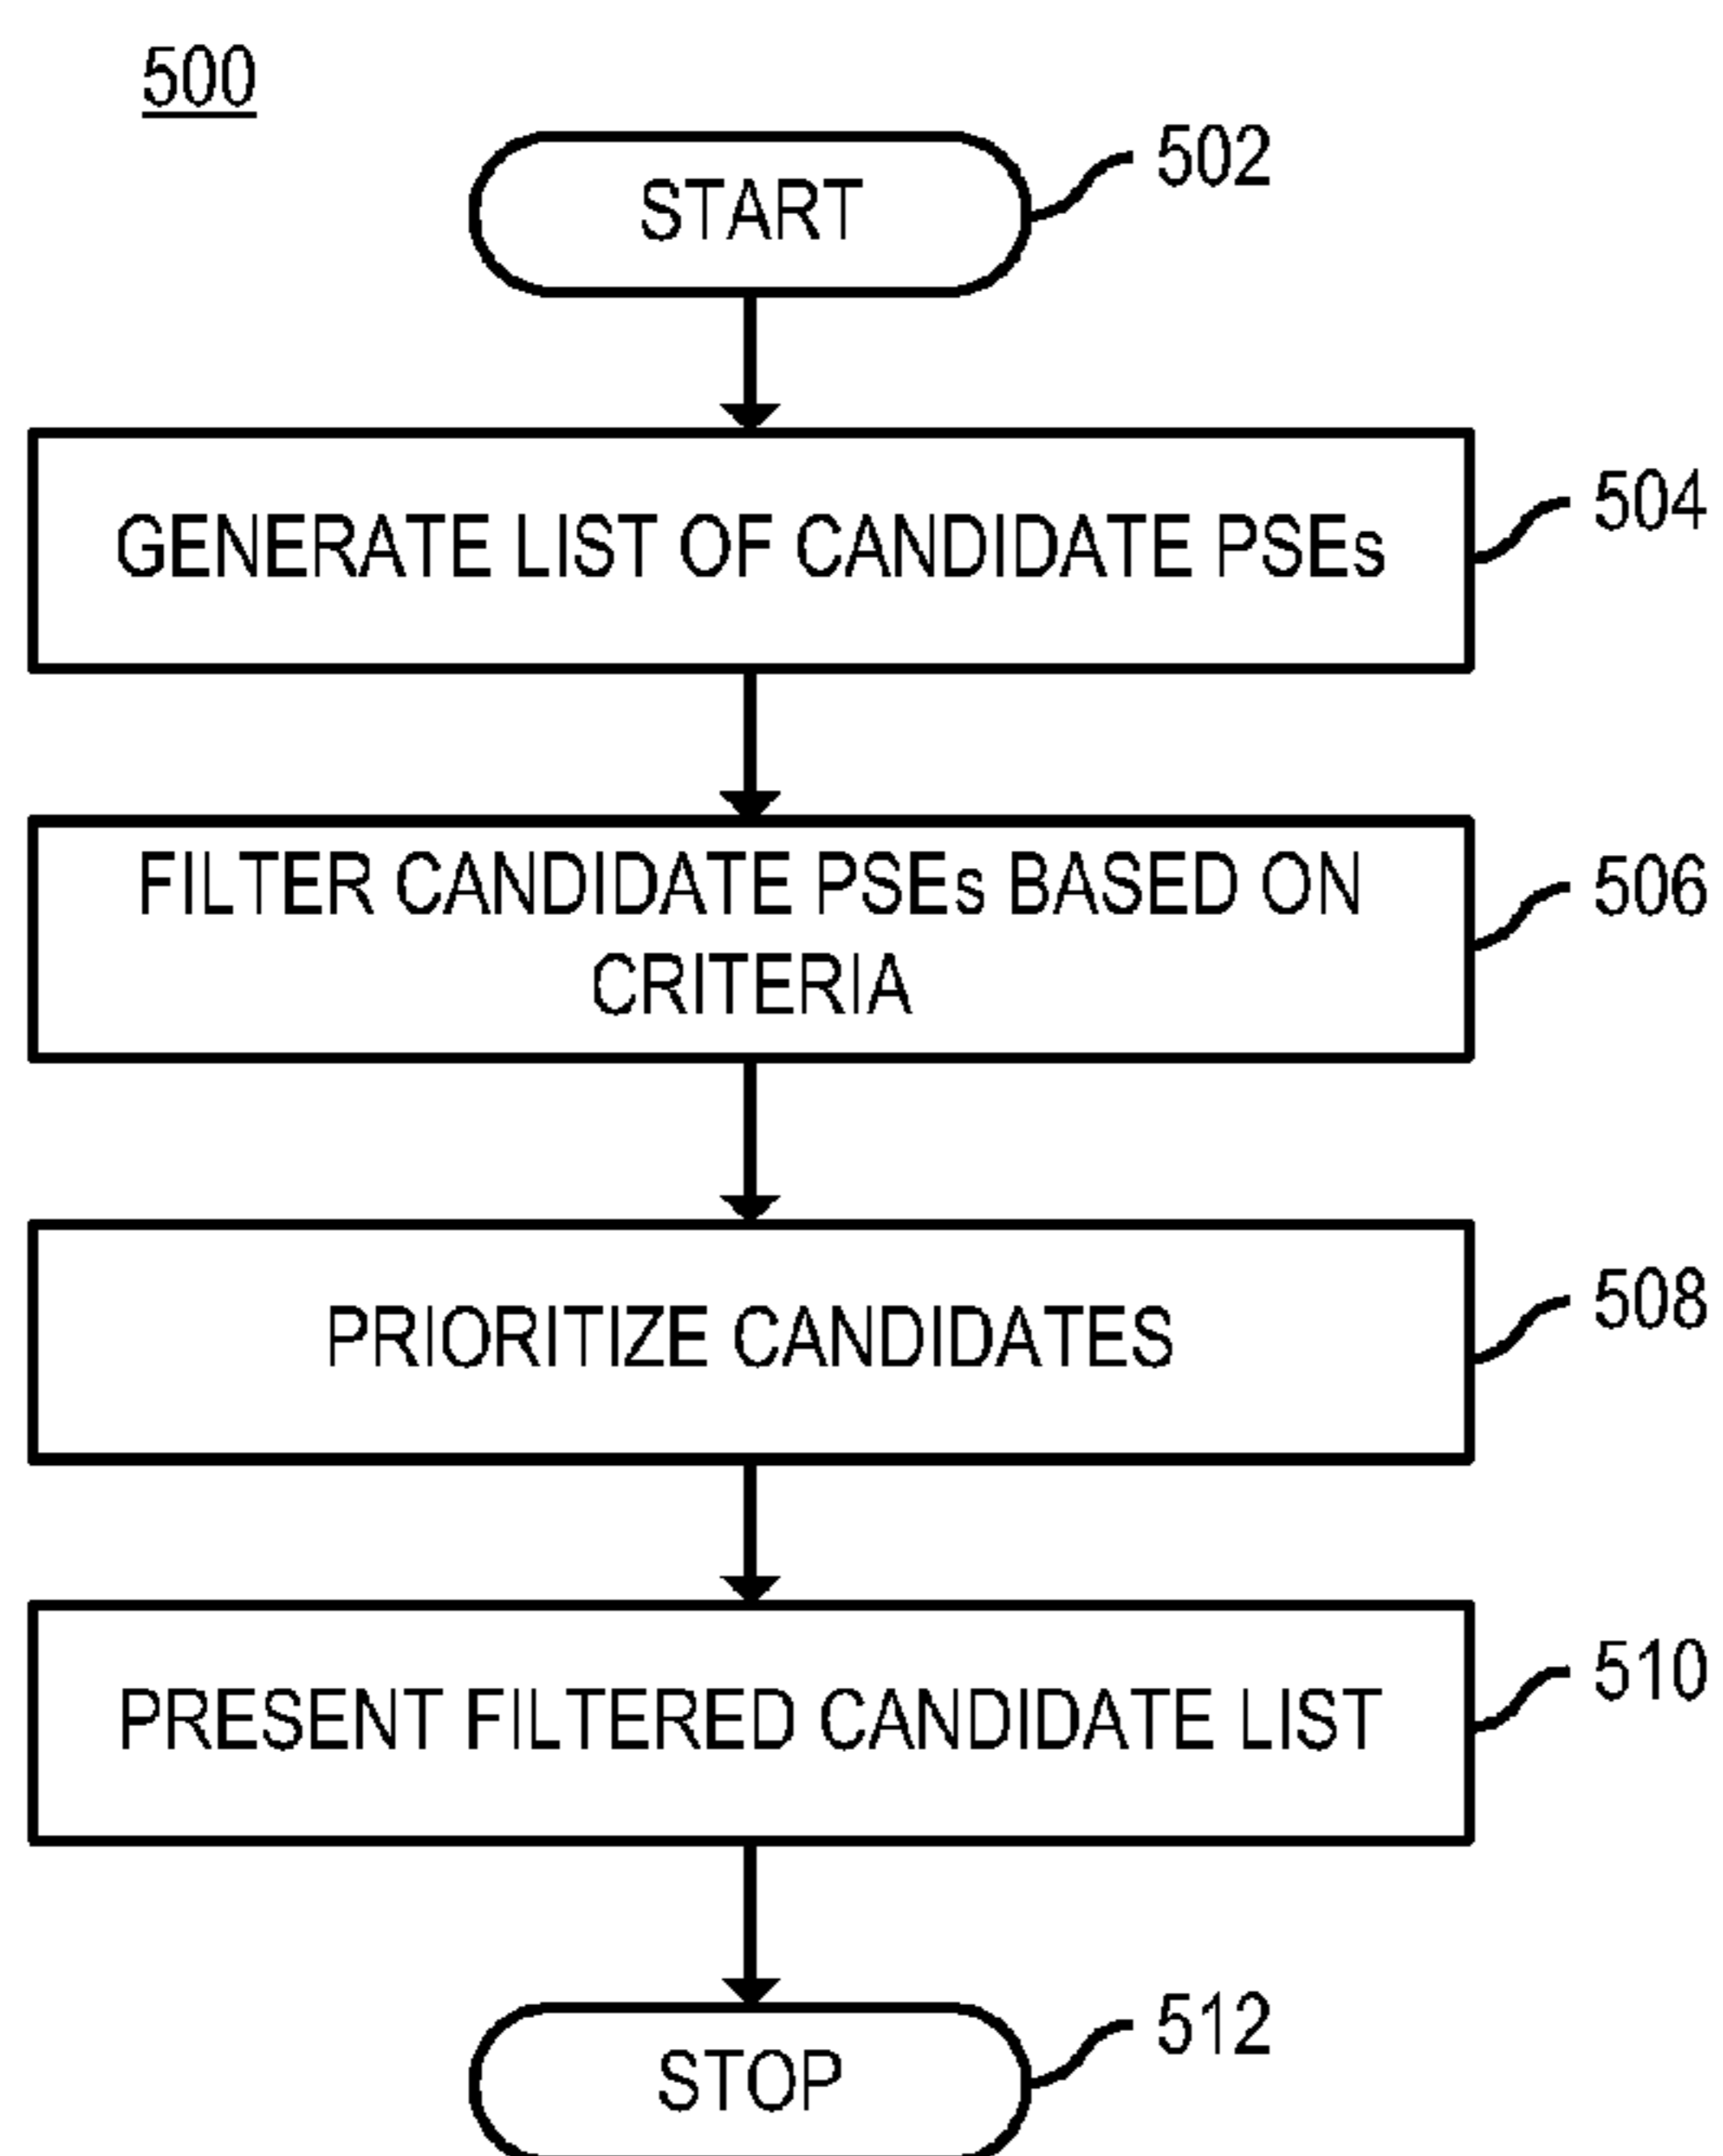 500
START
502
GENERATE LIST OF CANDIDATE PSEs
504
FILTER CANDIDATE PSEs BASED ON
CRITERIA
506
PRIORITIZE CANDIDATES
508
PRESENT FILTERED CANDIDATE LIST
510
STOP
512